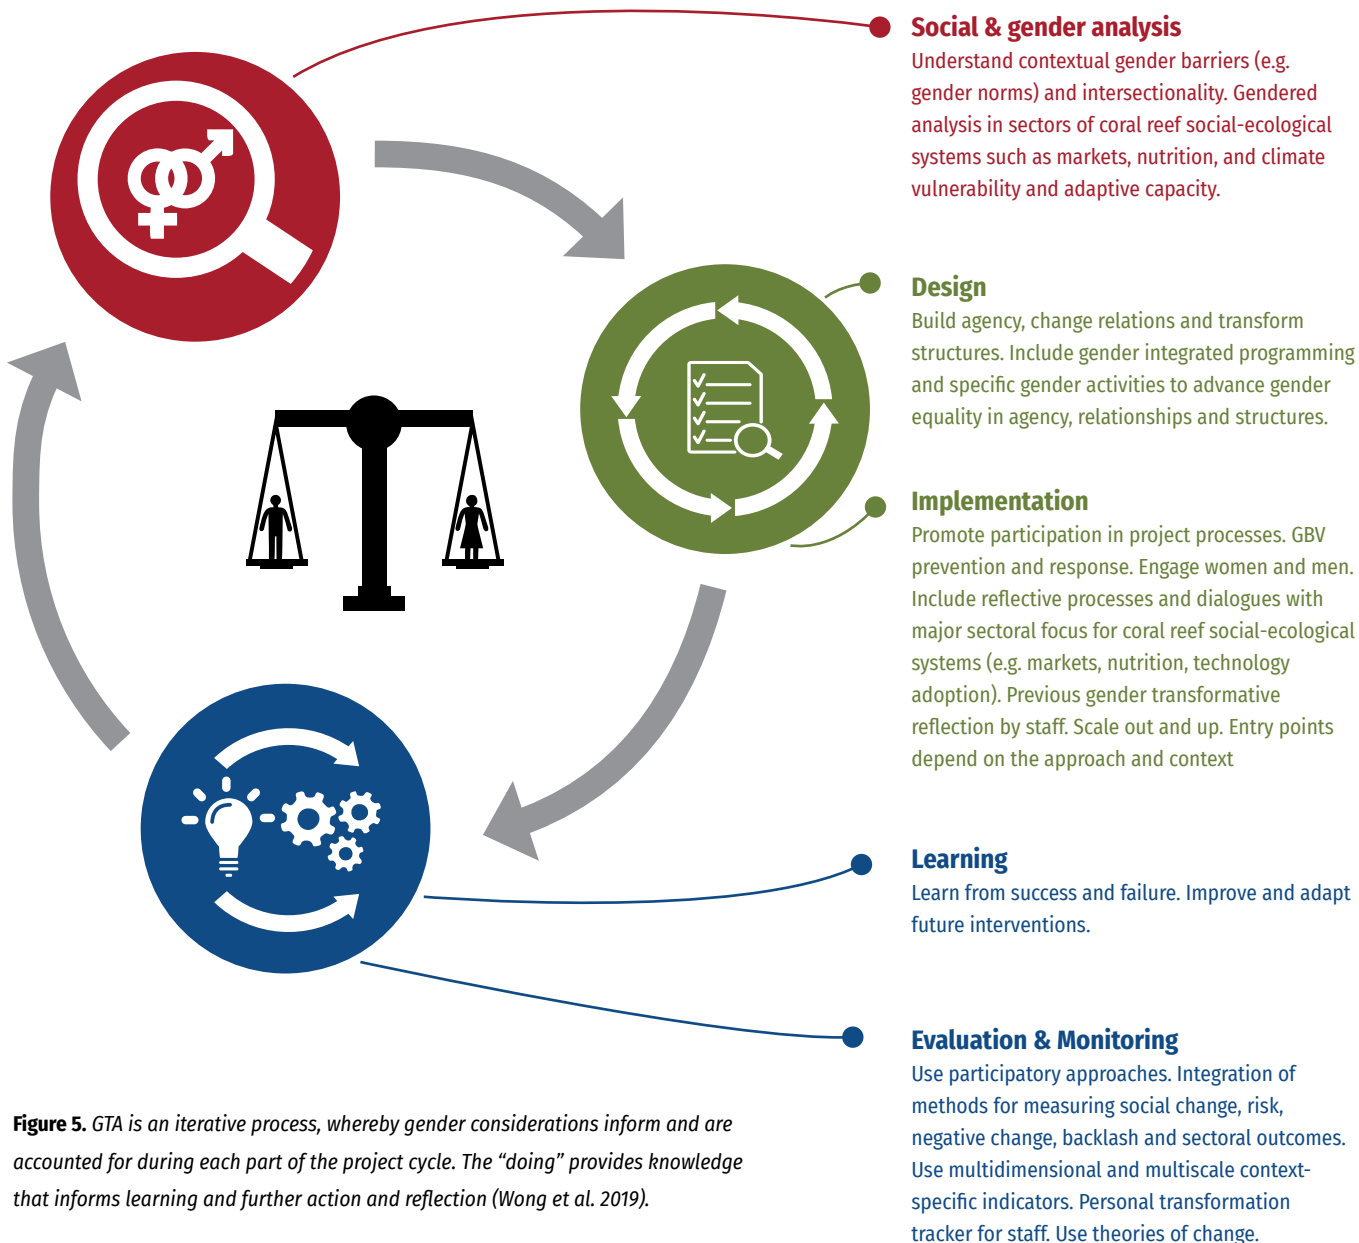 Social & gender analysis
Understand contextual gender barriers (e.g.
gender norms) and intersectionality. Gendered
analysis in sectors of coral reef social-ecological
systems such as markets, nutrition, and climate
vulnerability and adaptive capacity.
Design
Build agency, change relations and transform
structures. Include gender integrated programming
and specific gender activities to advance gender
equality in agency, relationships and structures.
Implementation
Promote participation in project processes. GBV
prevention and response. Engage women and men.
Include reflective processes and dialogues with
major sectoral focus for coral reef social-ecological
systems (e.g. markets, nutrition, technology
adoption). Previous gender transformative
reflection by staff. Scale out and up. Entry points
depend on the approach and context
Learning
Learn from success and failure. Improve and adapt
future interventions.
Evaluation & Monitoring
Use participatory approaches. Integration of
methods for measuring social change, risk,
negative change, backlash and sectoral outcomes.
Use multidimensional and multiscale context-
specific indicators. Personal transformation
tracker for staff. Use theories of change.
Figure 5. GTA is an iterative process, whereby gender considerations inform and are
accounted for during each part of the project cycle. The “doing” provides knowledge
that informs learning and further action and reflection (Wong et al. 2019).